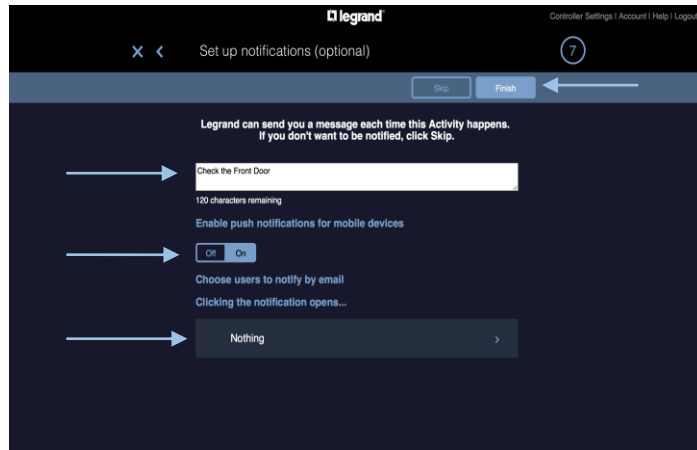 legrand
Controller Settings | Account | Help | Logout
Set up notifications (optional)
7
Skip
Finish
Legrand can send you a message each time this Activity happens.
If you don't want to be notified, click Skip.
Check the Front Door
120 characters remaining
Enable push notifications for mobile devices
Off On
Choose users to notify by email
Clicking the notification opens...
Nothing